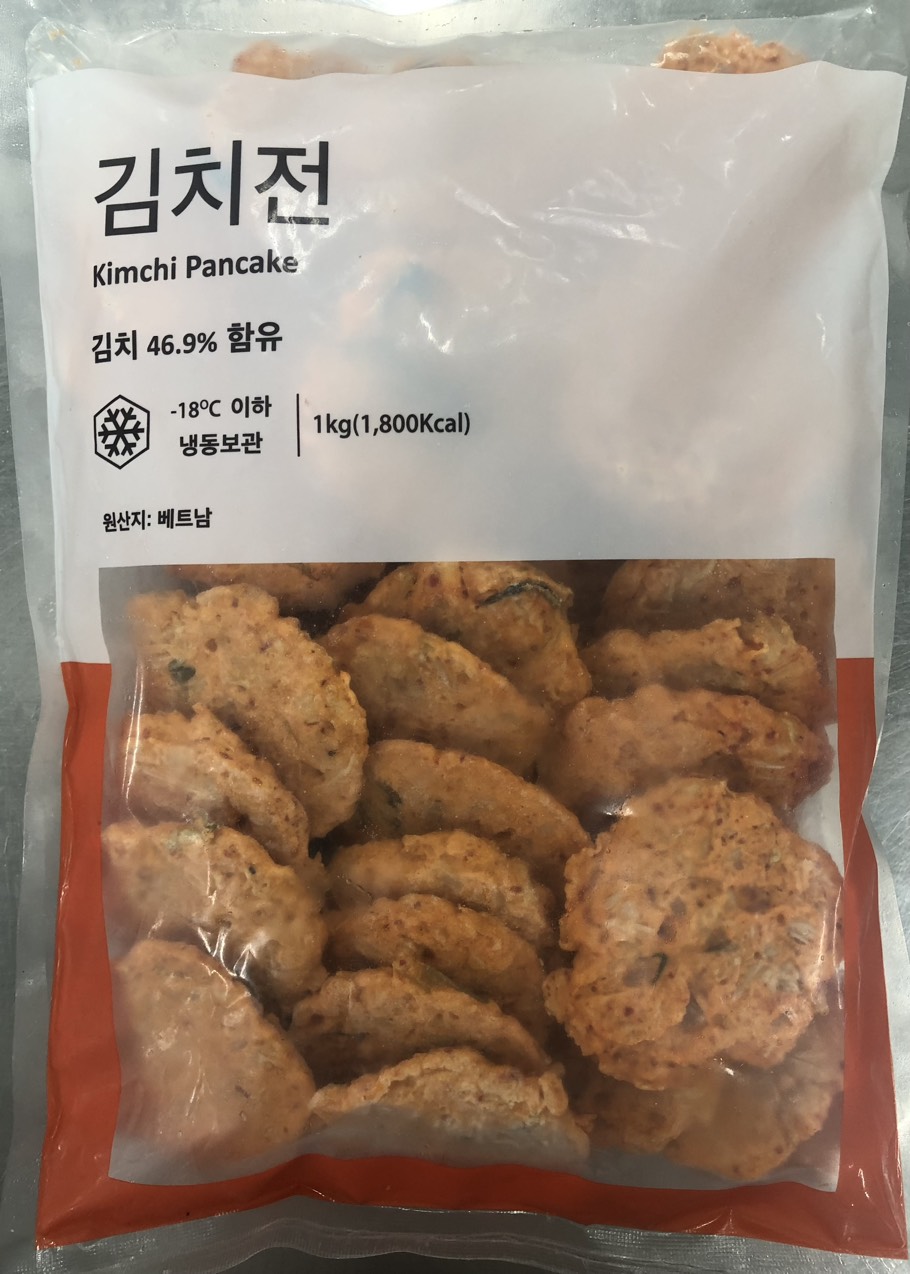 김치전
Kimchi Pancake
김치 46.9% 함유
-18℃ 이하
냉동보관
1kg(1,800Kcal)
원산지: 베트남